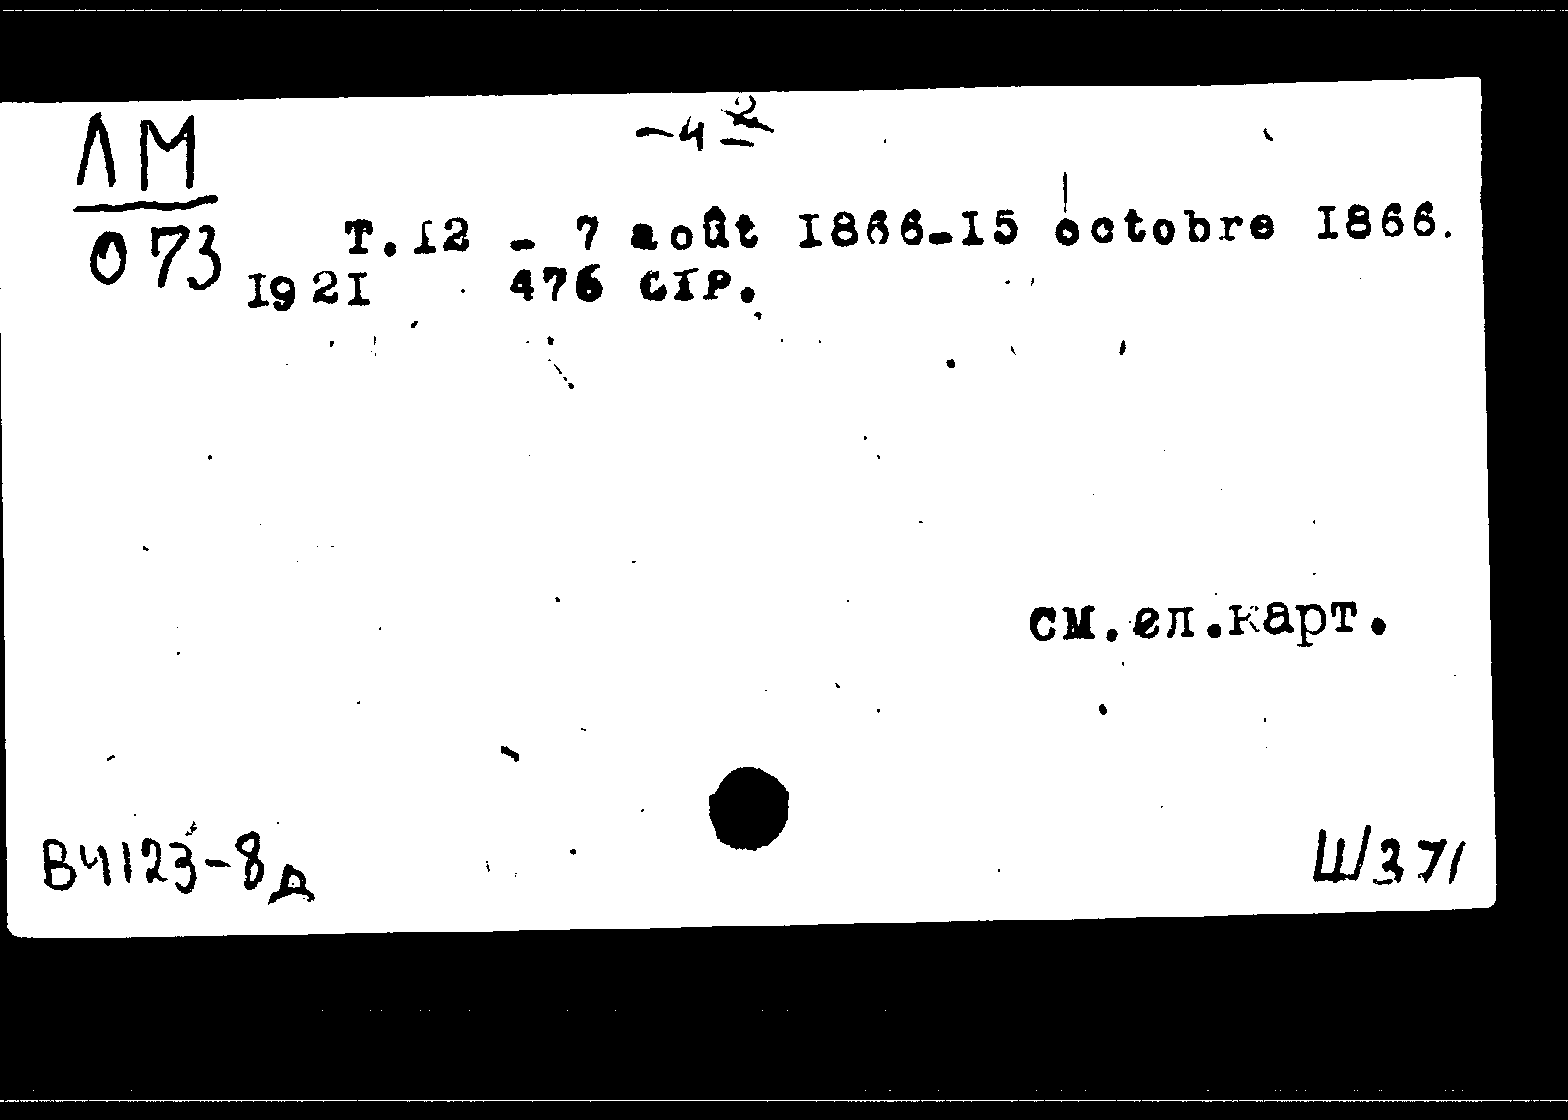 ЛМ
073
-4-
T.12 - 7 août 1866-15 octobre 1866.
1921 476 стр.
см.сл.карт.
В4123-8д
Ш/371